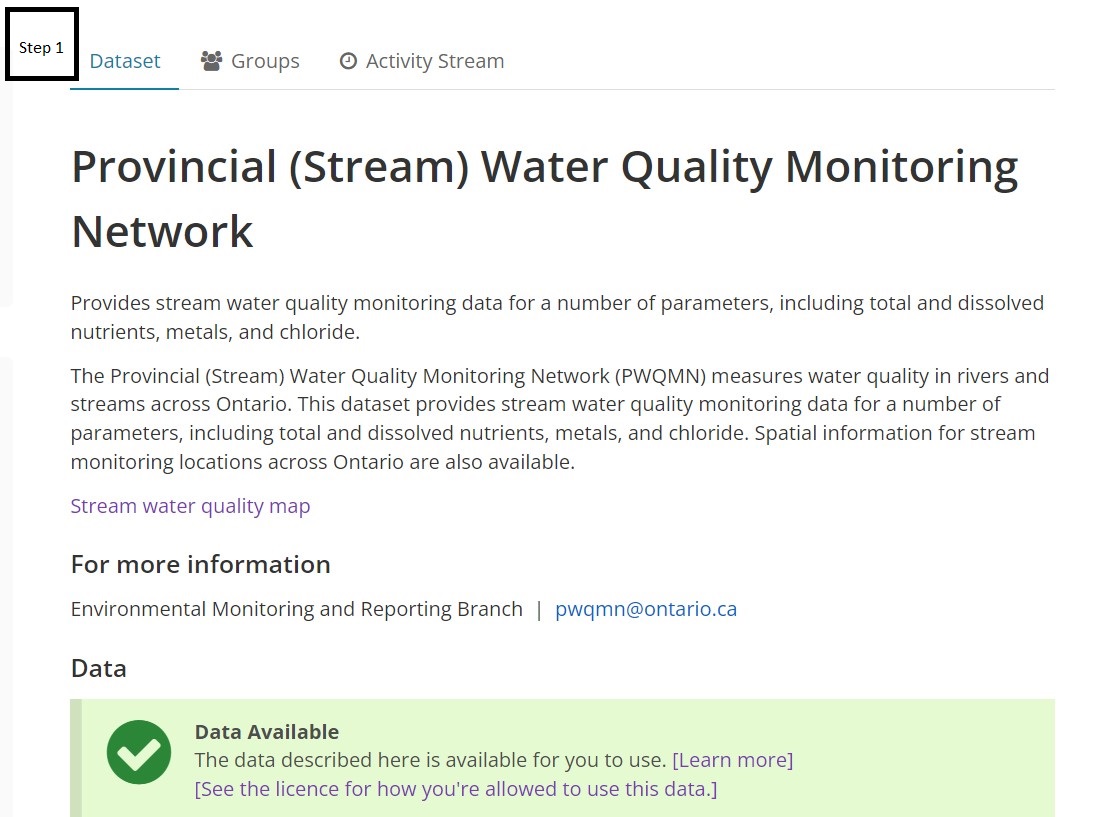 Step 1
Dataset
Groups
Activity Stream
Provincial (Stream) Water Quality Monitoring
Network
Provides stream water quality monitoring data for a number of parameters, including total and dissolved
nutrients, metals, and chloride.
The Provincial (Stream) Water Quality Monitoring Network (PWQMN) measures water quality in rivers and
streams across Ontario. This dataset provides stream water quality monitoring data for a number of
parameters, including total and dissolved nutrients, metals, and chloride. Spatial information for stream
monitoring locations across Ontario are also available.
Stream water quality map
For more information
Environmental Monitoring and Reporting Branch | pwqmn@ontario.ca
Data
Data Available
The data described here is available for you to use. [Learn more]
[See the licence for how you're allowed to use this data.]